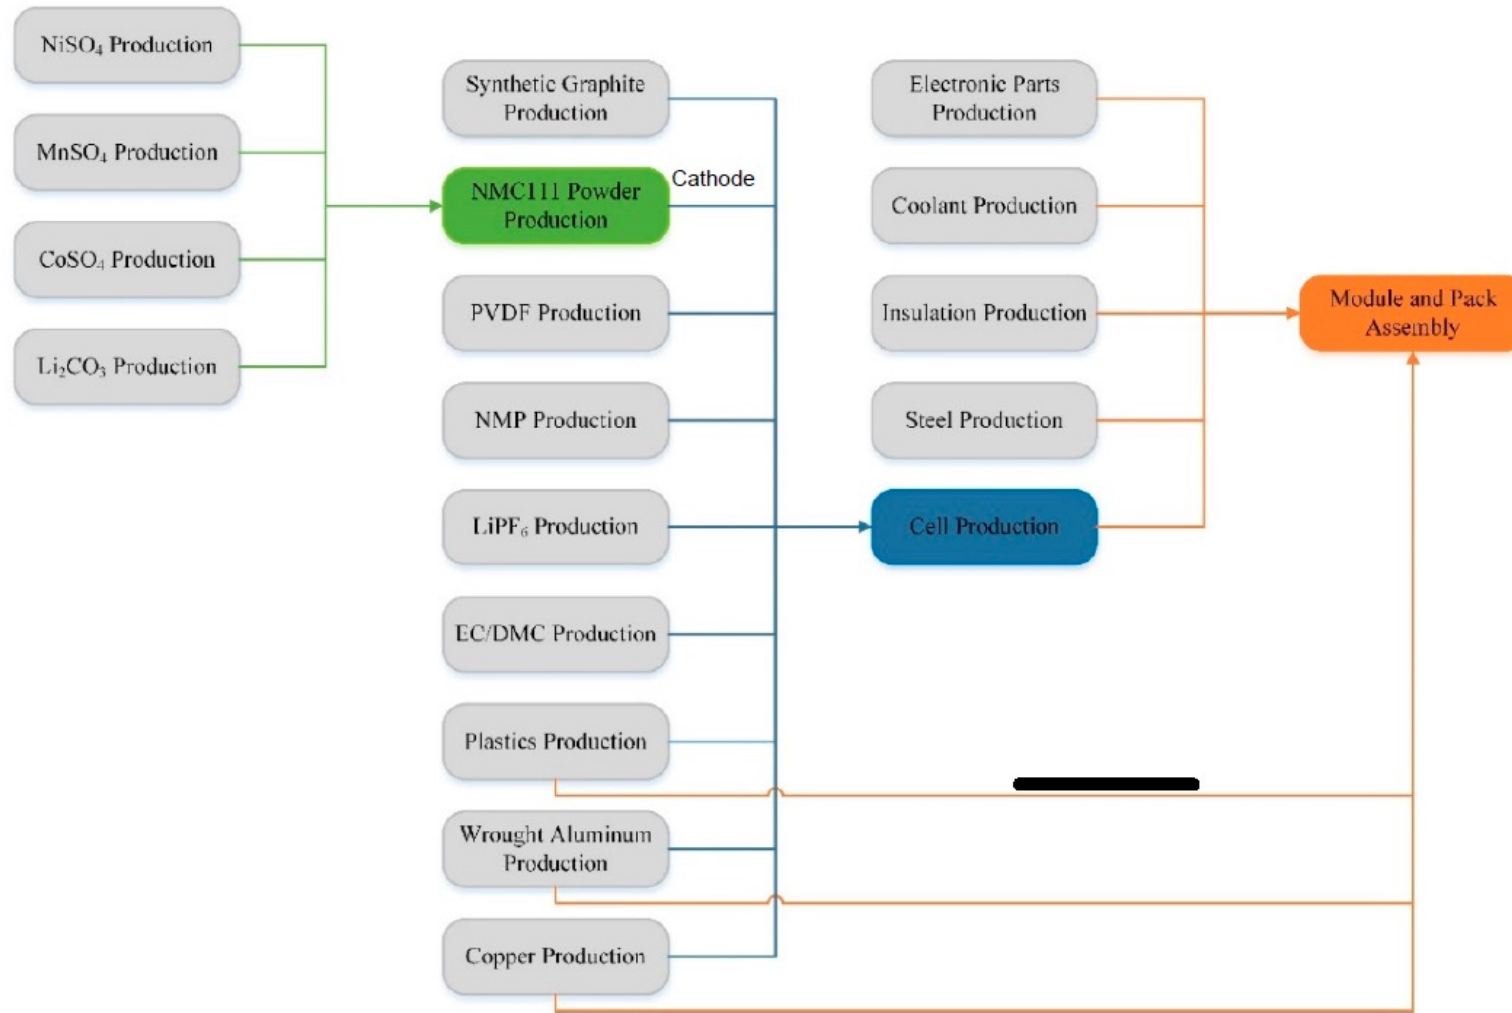 NiSO₄ Production
MnSO₄ Production
CoSO₄ Production
Li₂CO₃ Production
Synthetic Graphite
Production
NMC111 Powder
Production
Cathode
PVDF Production
NMP Production
LiPF₆ Production
EC/DMC Production
Plastics Production
Wrought Aluminum
Production
Copper Production
Electronic Parts
Production
Coolant Production
Insulation Production
Steel Production
Cell Production
Module and Pack
Assembly